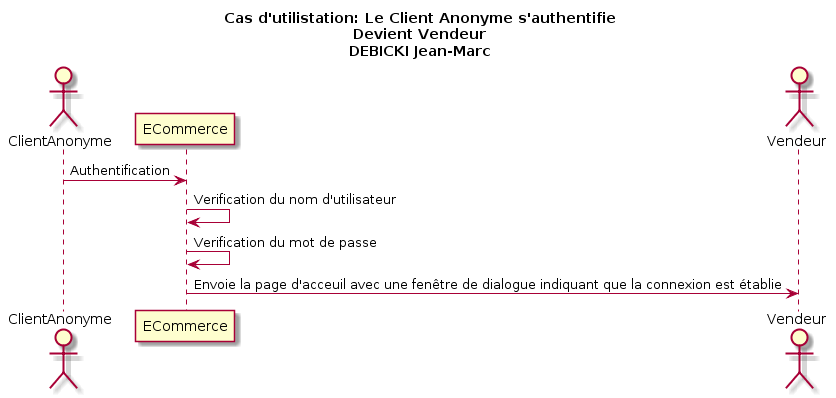 Cas d'utilistation: Le Client Anonyme s'authentifie
Devient Vendeur
DEBICKI Jean-Marc
ClientAnonyme
ECommerce
Vendeur
Authentification
Verification du nom d'utilisateur
Verification du mot de passe
Envoie la page d'acceuil avec une fenêtre de dialogue indiquant que la connexion est établie
ClientAnonyme
ECommerce
Vendeur